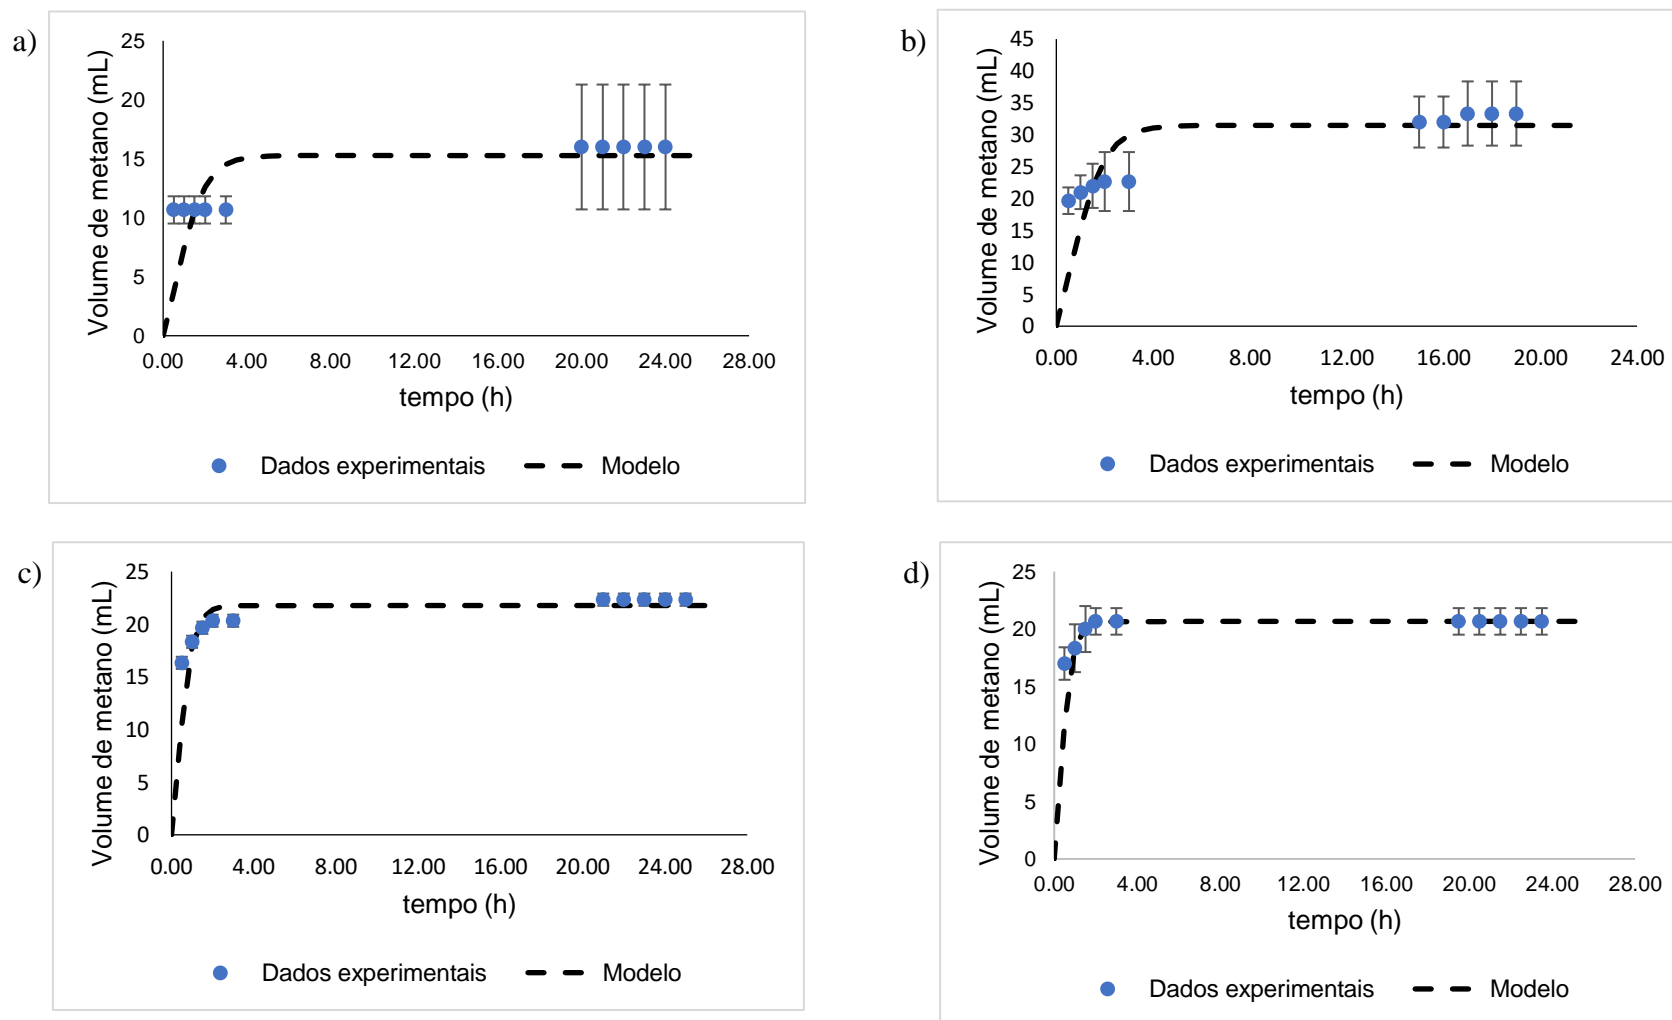 a)
Volume de metano (mL)
25
20
15
10
5
0
0.00 4.00 8.00 12.00 16.00 20.00 24.00 28.00
tempo (h)
Dados experimentais Modelo
b)
Volume de metano (mL)
45
40
35
30
25
20
15
10
5
0
0.00 4.00 8.00 12.00 16.00 20.00 24.00
tempo (h)
Dados experimentais Modelo
c)
Volume de metano (mL)
25
20
15
10
5
0
0.00 4.00 8.00 12.00 16.00 20.00 24.00 28.00
tempo (h)
Dados experimentais Modelo
d)
Volume de metano (mL)
25
20
15
10
5
0
0.00 4.00 8.00 12.00 16.00 20.00 24.00 28.00
tempo (h)
Dados experimentais Modelo